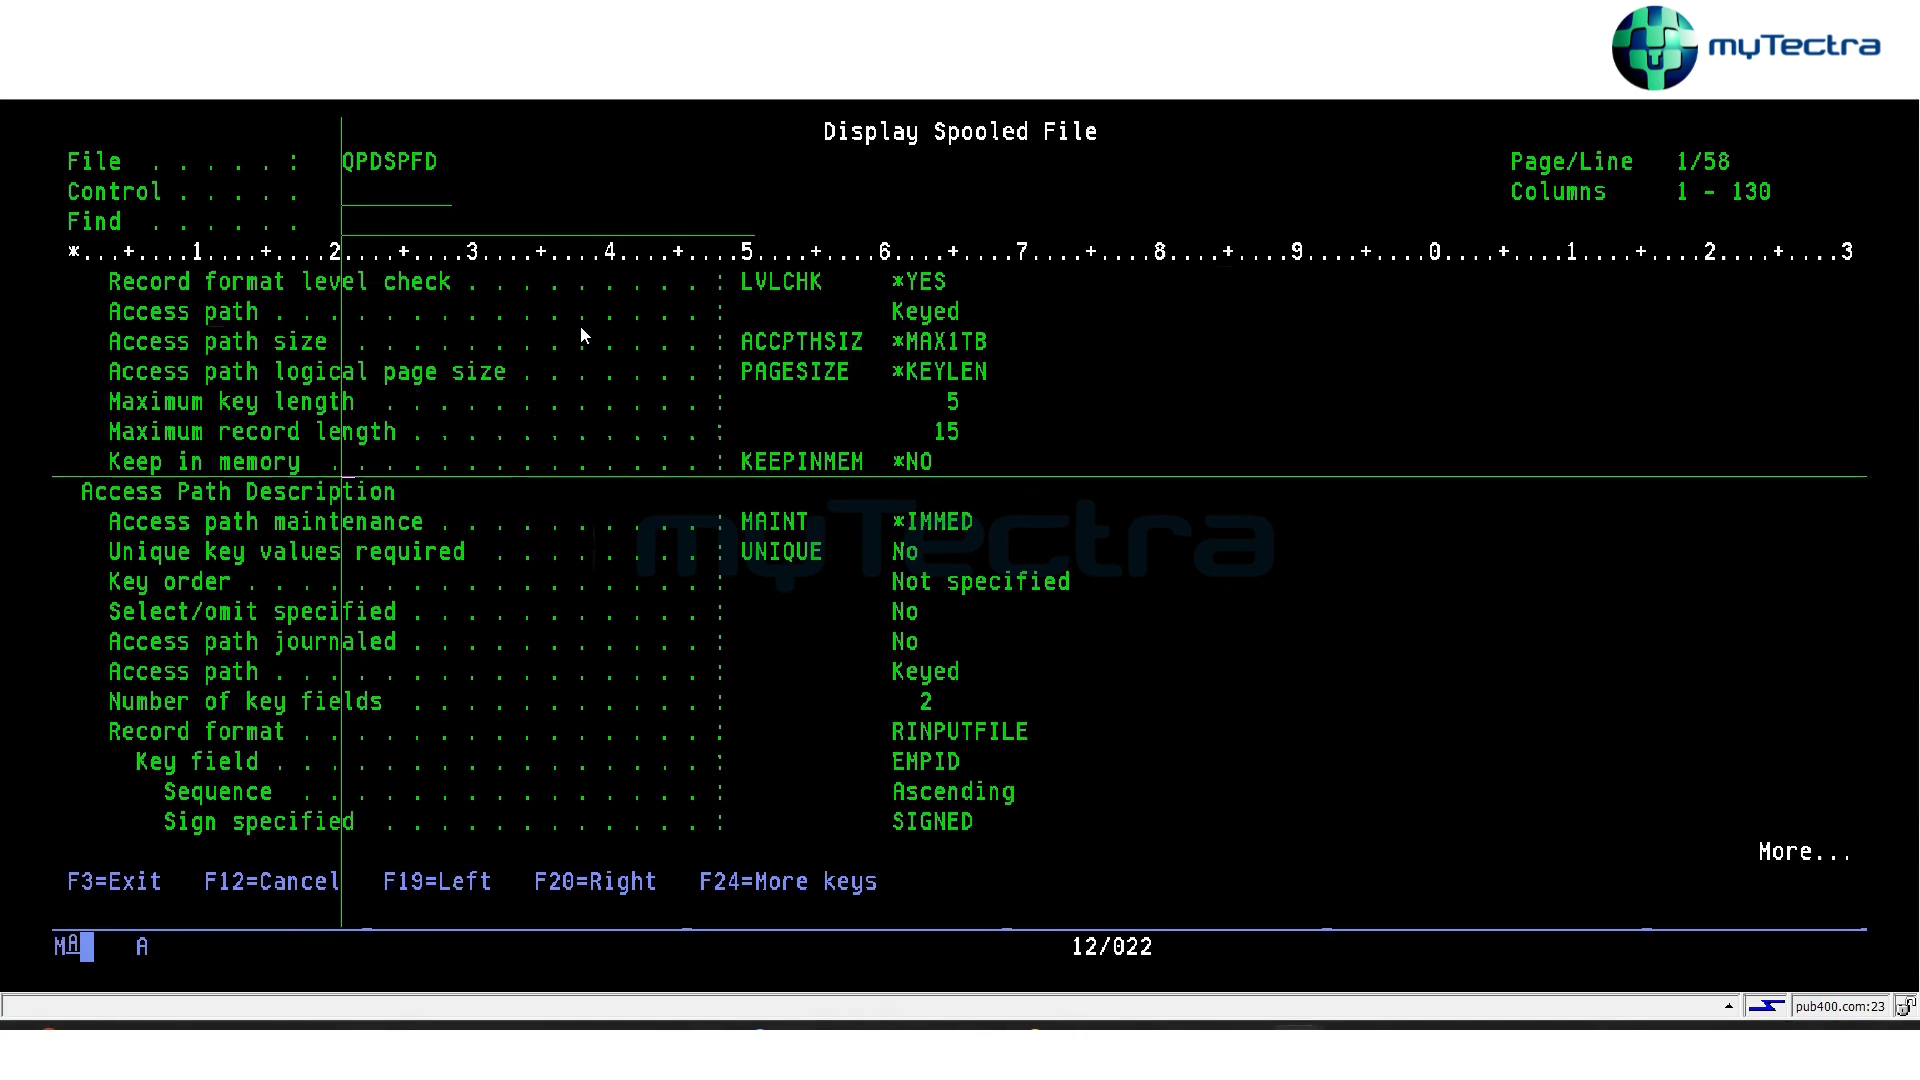 myTectra
Display Spooled File
File . . . . . : QPDSPFD Page/Line 1/58
Control . . . . . Columns 1 - 130
Find . . . . . .
*...+....1....+....2....+....3....+....4....+....5....+....6....+....7....+....8....+....9....+....0....+....1....+....2....+....3
Record format level check . . . . . . . . . : LVLCHK *YES
Access path . . . . . . . . . . . . . . . . : Keyed
Access path size . . . . . . . . . . . . . : ACCPTHSIZ *MAX1TB
Access path logical page size . . . . . . . : PAGESIZE *KEYLEN
Maximum key length . . . . . . . . . . . . : 5
Maximum record length . . . . . . . . . . . : 15
Keep in memory . . . . . . . . . . . . . . : KEEPINMEM *NO
Access Path Description
Access path maintenance . . . . . . . . . . : MAINT *IMMED
Unique key values required . . . . . . . . : UNIQUE No
Key order . . . . . . . . . . . . . . . . . : Not specified
Select/omit specified . . . . . . . . . . . : No
Access path journaled . . . . . . . . . . . : No
Access path . . . . . . . . . . . . . . . . : Keyed
Number of key fields . . . . . . . . . . . : 2
Record format . . . . . . . . . . . . . . . : RINPUTFILE
Key field . . . . . . . . . . . . . . . . : EMPID
Sequence . . . . . . . . . . . . . . . : Ascending
Sign specified . . . . . . . . . . . . : SIGNED
More...
F3=Exit F12=Cancel F19=Left F20=Right F24=More keys
MA A 12/022
pub400.com:23
myTectra